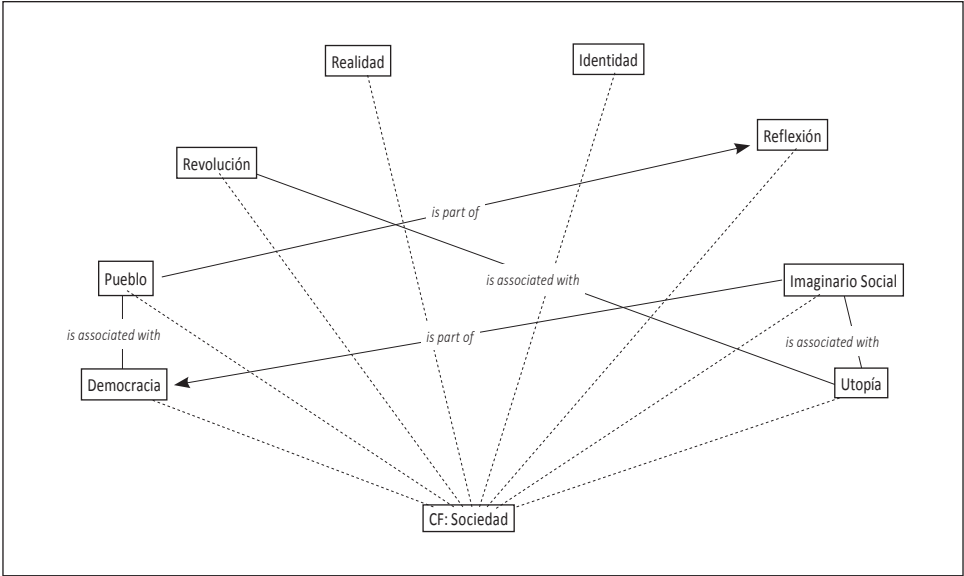 Realidad
Identidad
Reflexión
Revolución
is part of
Pueblo
is associated with
Imaginario Social
is associated with
is part of
is associated with
Democracia
Utopía
CF: Sociedad